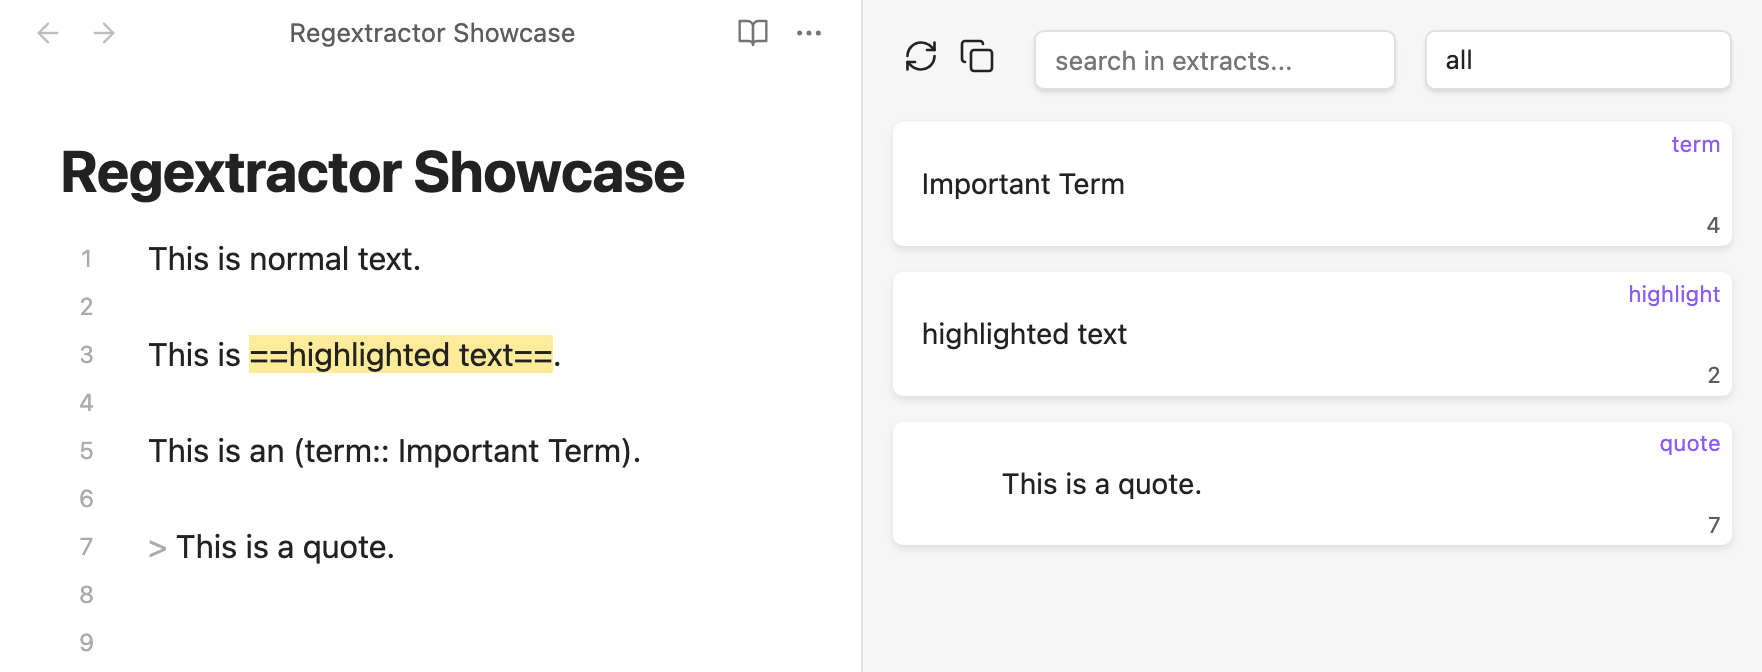 Regextractor Showcase
Regextractor Showcase
1 This is normal text.
2
3 This is ==highlighted text==.
4
5 This is an (term:: Important Term).
6
7 > This is a quote.
8
9
search in extracts...
all
term
Important Term
4
highlight
highlighted text
2
quote
This is a quote.
7